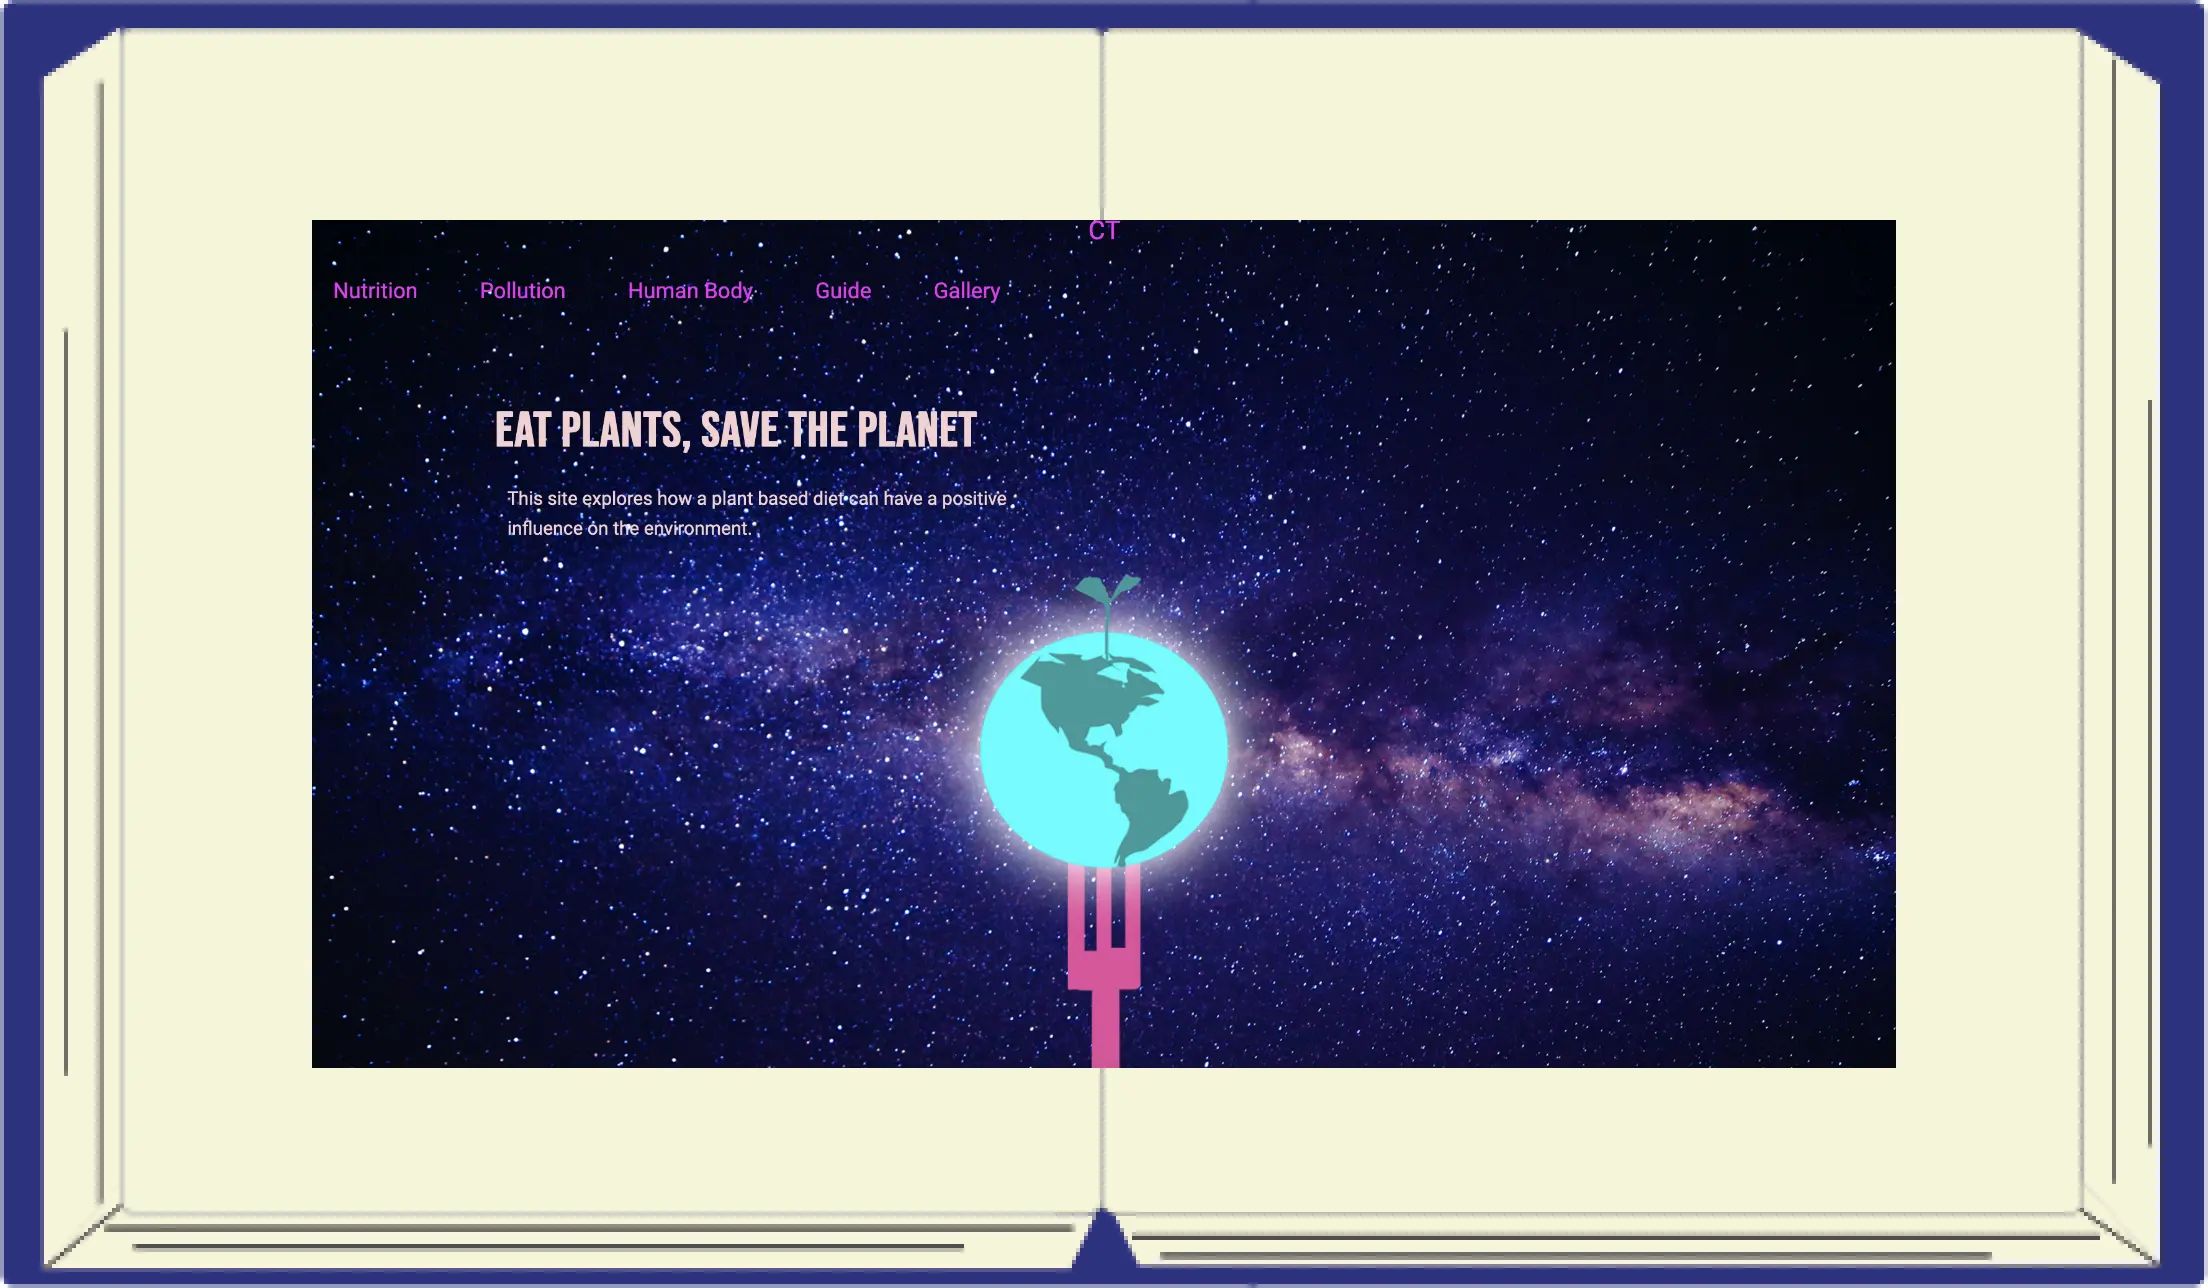 CT
Nutrition Pollution Human Body Guide Gallery
EAT PLANTS, SAVE THE PLANET
This site explores how a plant based diet can have a positive
influence on the environment.